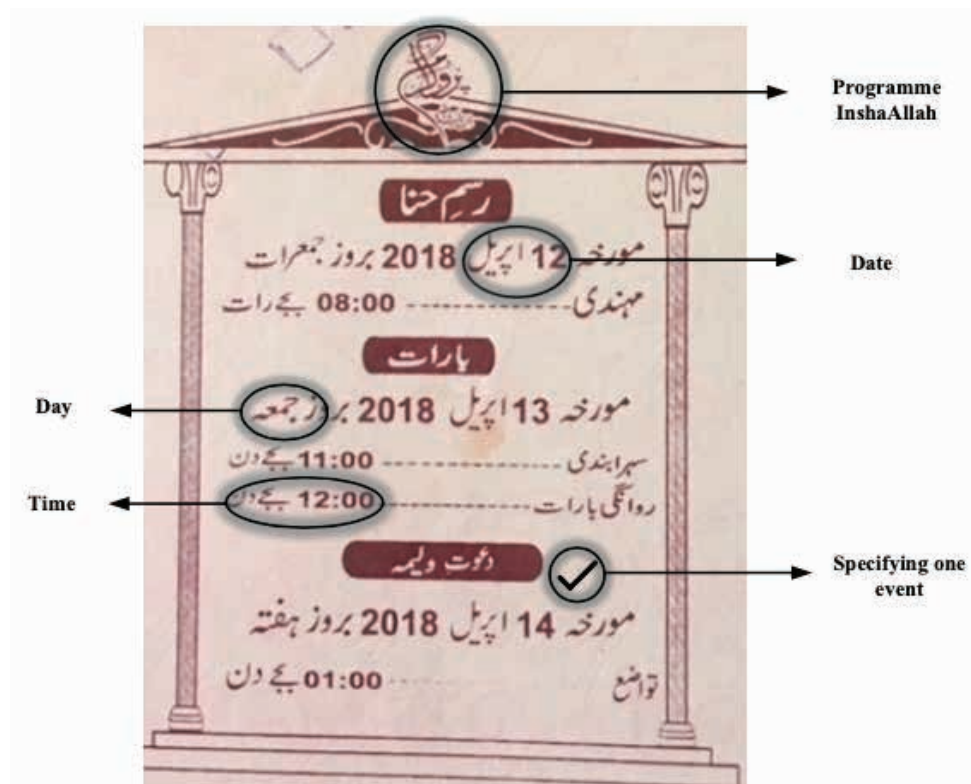 پروگرام
Programme
InshaAllah
رسمِ حنا
مورخہ 12 اپریل 2018 بروز جمعرات
Date
مہندی ---------------- 08:00 بجے رات
بارات
Day
مورخہ 13 اپریل 2018 بروز جمعہ
سہرابندی ---------------- 11:00 بجے دن
Time
روانگی بارات ---------------- 12:00 بجے دن
دعوتِ ولیمہ
Specifying one
event
مورخہ 14 اپریل 2018 بروز ہفتہ
تواضع ---------------- 01:00 بجے دن